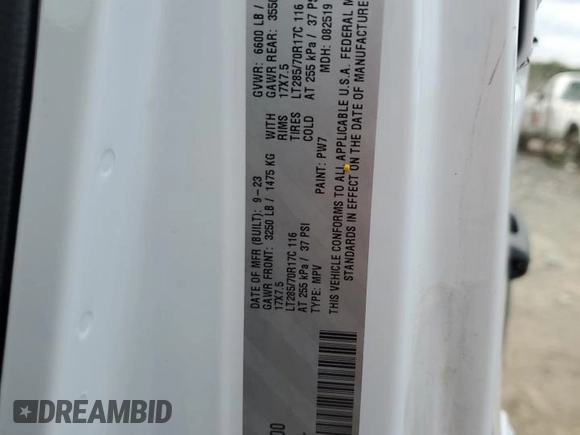 DATE OF MFR (BUILT): 9-23 GVWR: 6600 LB /
GAWR FRONT: 3250 LB / 1475 KG WITH GAWR REAR: 3550
17X7.5 RIMS 17X7.5
LT285/70R17C 116 TIRES LT285/70R17C 116
AT 255 kPa / 37 PSI COLD AT 255 kPa / 37 PSI
TYPE: MPV PAINT: PW7 MDH: 082519
THIS VEHICLE CONFORMS TO ALL APPLICABLE U.S.A. FEDERAL M
STANDARDS IN EFFECT ON THE DATE OF MANUFACTURE
00
DREAMBID